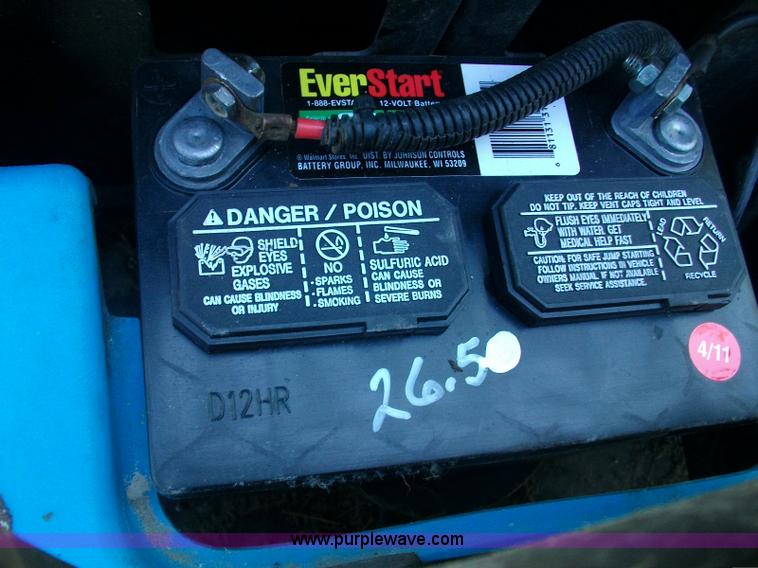 EverStart
1-888-EVSTA 12-VOLT
® Walmart Stores, Inc. DIST. BY JOHNSON CONTROLS
BATTERY GROUP, INC. MILWAUKEE, WI 53209
DANGER / POISON
SHIELD
EYES
EXPLOSIVE
GASES
CAN CAUSE BLINDNESS
OR INJURY
NO
·SPARKS
·FLAMES
·SMOKING
SULFURIC ACID
CAN CAUSE
BLINDNESS OR
SEVERE BURNS
KEEP OUT OF THE REACH OF CHILDREN
DO NOT TIP. KEEP VENT CAPS TIGHT AND LEVEL
FLUSH EYES IMMEDIATELY
WITH WATER, GET
MEDICAL HELP FAST
CAUTION: FOR SAFE JUMP STARTING
FOLLOW INSTRUCTIONS IN VEHICLE
OWNERS MANUAL. IF NOT AVAILABLE
SEEK SERVICE ASSISTANCE.
LEAD
RETURN
RECYCLE
4/11
26.5
D12HR
www.purplewave.com